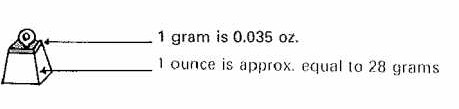 1 gram is 0.035 oz.
1 ounce is approx. equal to 28 grams